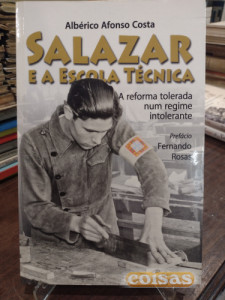 Albérico Afonso Costa
SALAZAR
E A ESCOLA TÉCNICA
A reforma tolerada
num regime
intolerante
Prefácio
Fernando
Rosas
coisas